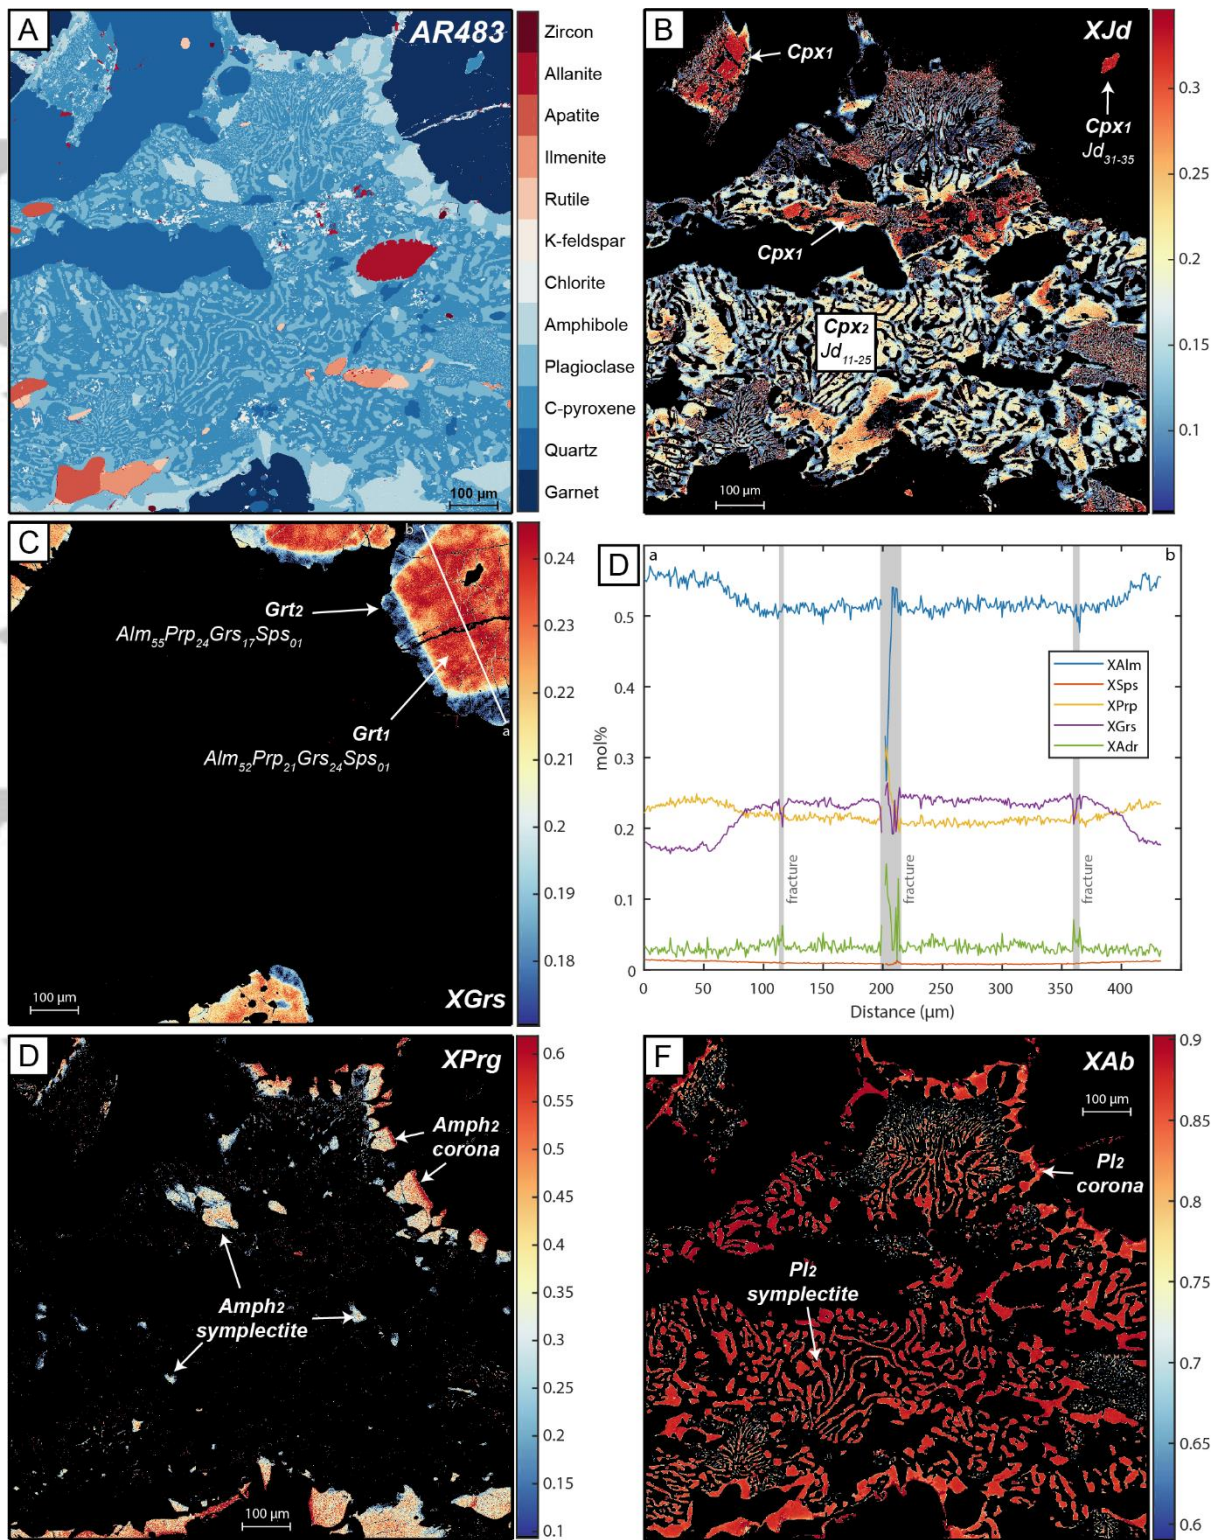 A
AR483
Zircon
Allanite
Apatite
Ilmenite
Rutile
K-feldspar
Chlorite
Amphibole
Plagioclase
C-pyroxene
Quartz
Garnet
100 µm
B
XJd
Cpx1
Cpx1
Jd31-35
Cpx1
Cpx2
Jd11-25
100 µm
0.3
0.25
0.2
0.15
0.1
C
b
Grt2
Alm55Prp24Grs17Sps01
Grt1
Alm52Prp21Grs24Sps01
a
100 µm
XGrs
0.24
0.23
0.22
0.21
0.2
0.19
0.18
D
a
b
0.5
0.4
0.3
0.2
0.1
0
mol%
XAlm
XSps
XPrp
XGrs
XAdr
fracture
fracture
fracture
0
50
100
150
200
250
300
350
400
Distance (µm)
D
XPrg
Amph2
corona
Amph2
symplectite
100 µm
0.6
0.55
0.5
0.45
0.4
0.35
0.3
0.25
0.2
0.15
0.1
F
XAb
100 µm
Pl2
corona
Pl2
symplectite
0.9
0.85
0.8
0.75
0.7
0.65
0.6